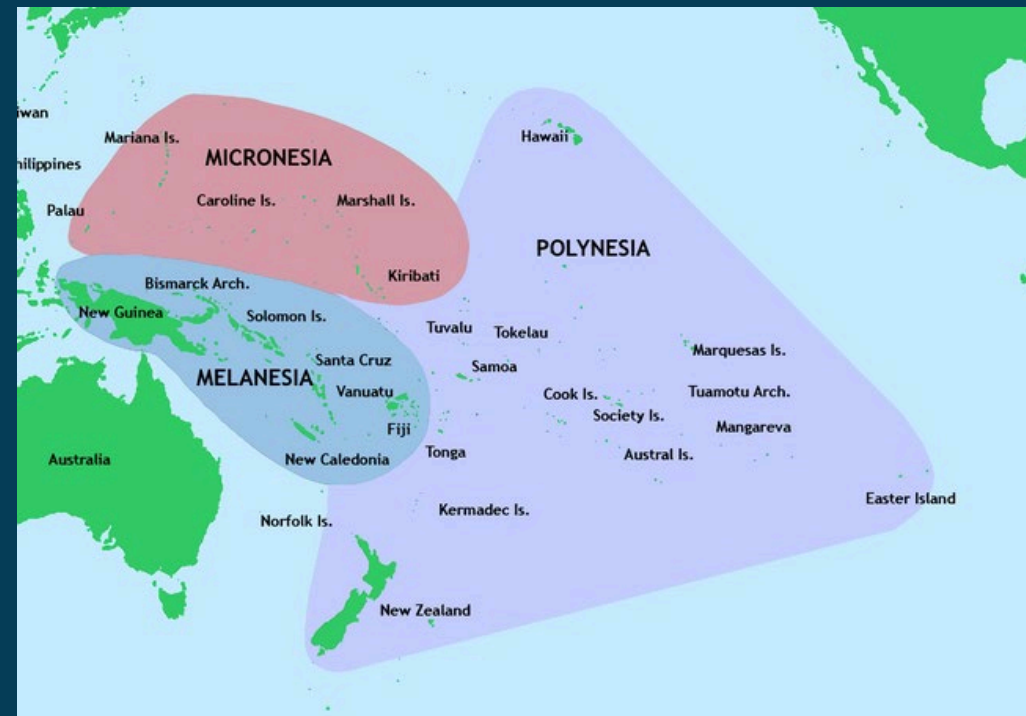 iwan
Mariana Is.
Hawaii
MICRONESIA
hilippines
Caroline Is.
Marshall Is.
Palau
POLYNESIA
Kiribati
Bismarck Arch.
New Guinea
Solomon Is.
Tuvalu
Tokelau
Marquesas Is.
Santa Cruz
Samoa
MELANESIA
Vanuatu
Cook Is.
Tuamotu Arch.
Society Is.
Fiji
Mangareva
Tonga
Austral Is.
Australia
New Caledonia
Easter Island
Kermadec Is.
Norfolk Is.
New Zealand